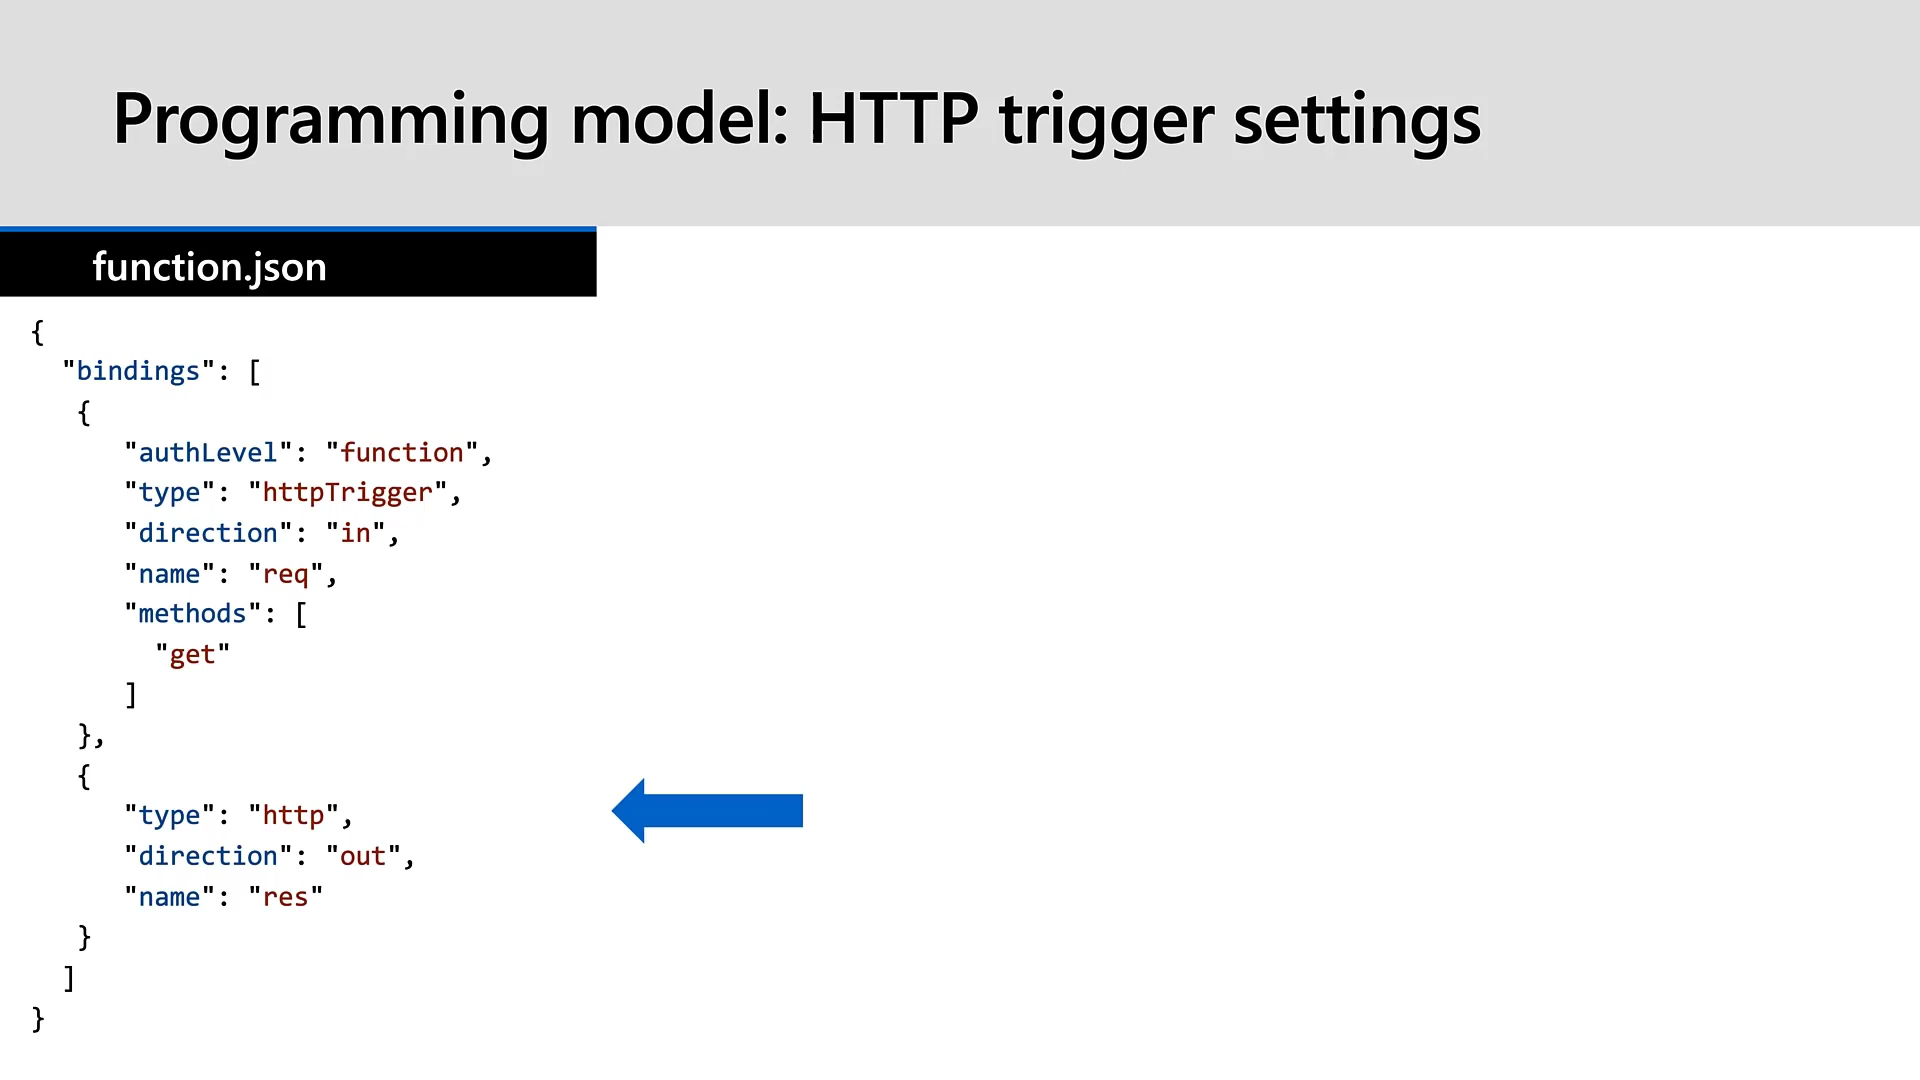 Programming model: HTTP trigger settings
function.json
{
  "bindings": [
   {
      "authLevel": "function",
      "type": "httpTrigger",
      "direction": "in",
      "name": "req",
      "methods": [
        "get"
      ]
   },
   {
      "type": "http",
      "direction": "out",
      "name": "res"
   }
  ]
}